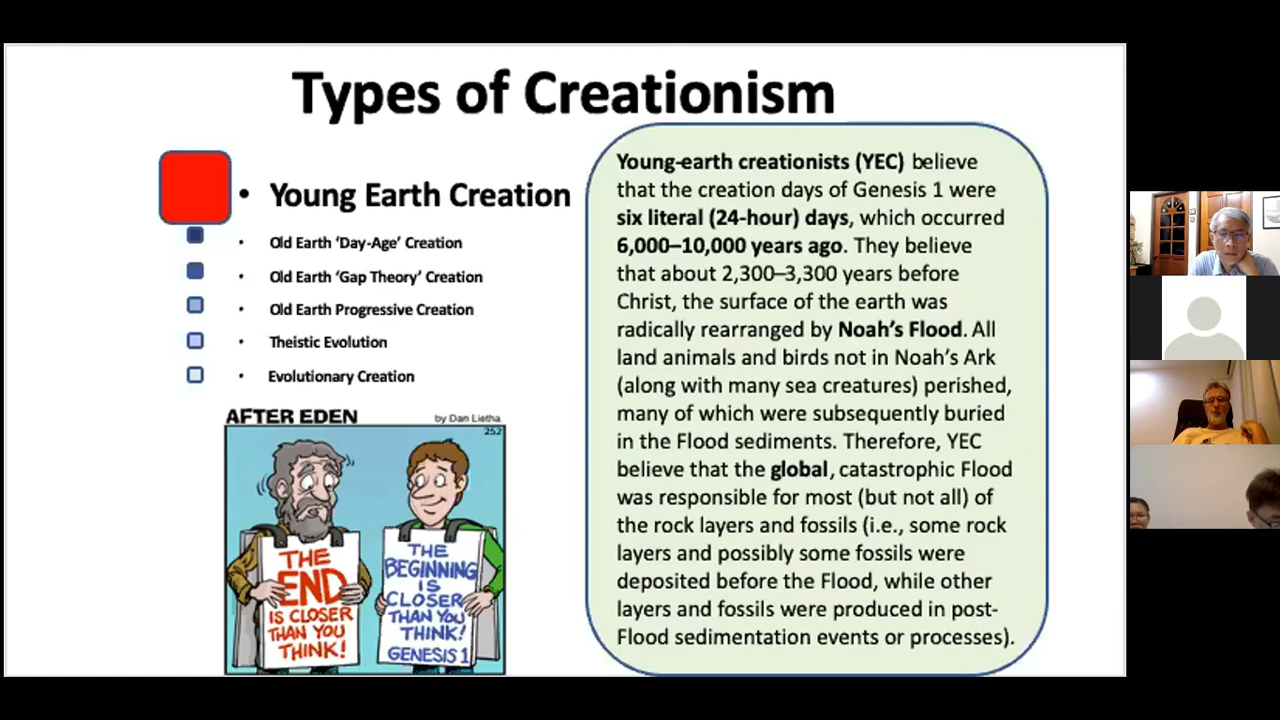 Types of Creationism
• Young Earth Creation
• Old Earth ‘Day-Age’ Creation
• Old Earth ‘Gap Theory’ Creation
• Old Earth Progressive Creation
• Theistic Evolution
• Evolutionary Creation
AFTER EDEN
by Dan Lietha
252
THE
END
IS CLOSER
THAN YOU
THINK!
THE
BEGINNING
IS
CLOSER
THAN YOU
THINK!
GENESIS 1
Young-earth creationists (YEC) believe
that the creation days of Genesis 1 were
six literal (24-hour) days, which occurred
6,000–10,000 years ago. They believe
that about 2,300–3,300 years before
Christ, the surface of the earth was
radically rearranged by Noah’s Flood. All
land animals and birds not in Noah’s Ark
(along with many sea creatures) perished,
many of which were subsequently buried
in the Flood sediments. Therefore, YEC
believe that the global, catastrophic Flood
was responsible for most (but not all) of
the rock layers and fossils (i.e., some rock
layers and possibly some fossils were
deposited before the Flood, while other
layers and fossils were produced in post-
Flood sedimentation events or processes).